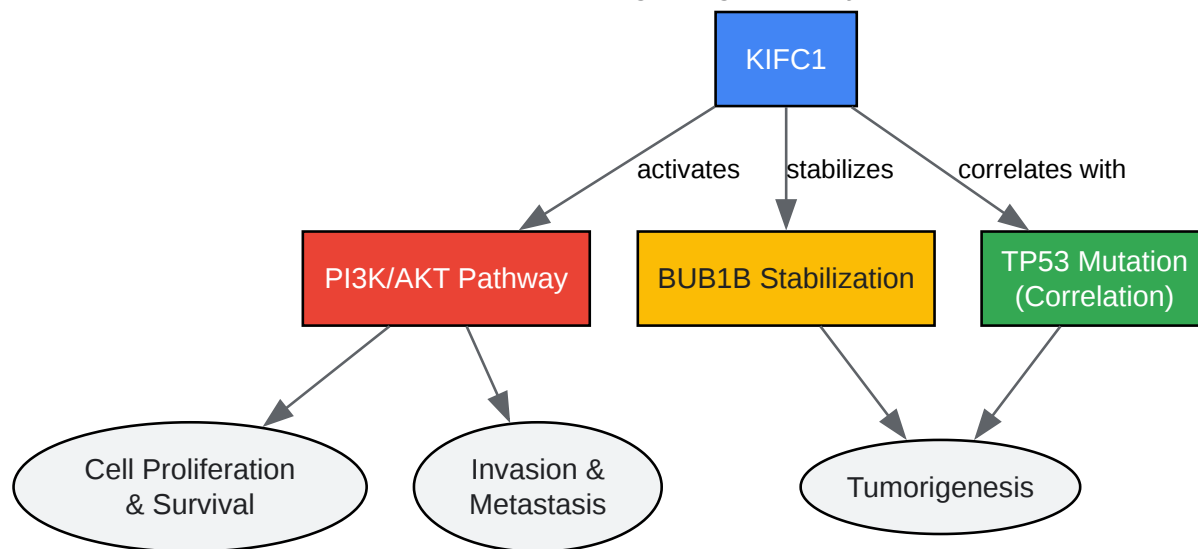 KIFC1
activates
stabilizes
correlates with
PI3K/AKT Pathway
BUB1B Stabilization
TP53 Mutation
(Correlation)
Cell Proliferation
& Survival
Invasion &
Metastasis
Tumorigenesis